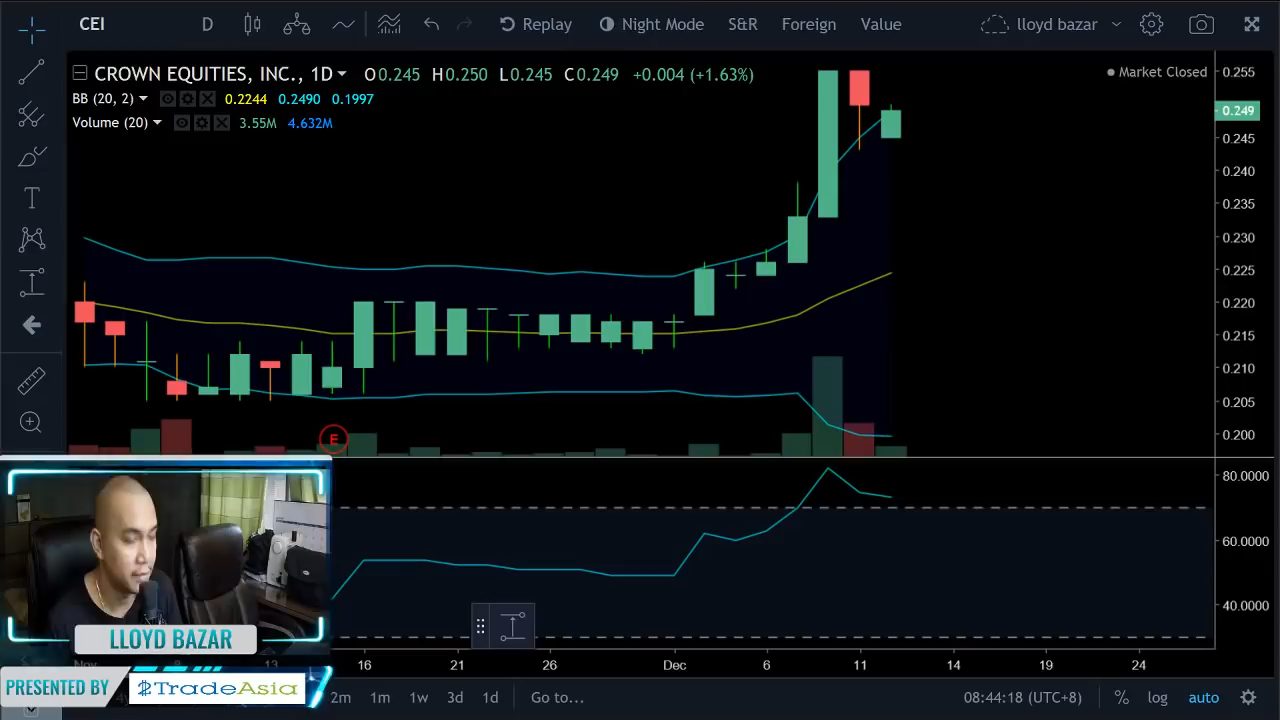 CEI D Replay Night Mode S&R Foreign Value lloyd bazar
CROWN EQUITIES, INC., 1D O0.245 H0.250 L0.245 C0.249 +0.004 (+1.63%)
Market Closed
BB (20, 2) 0.2244 0.2490 0.1997
Volume (20) 3.55M 4.632M
T
0.255
0.249
0.245
0.240
0.235
0.230
0.225
0.220
0.215
0.210
0.205
0.200
E
80.0000
60.0000
40.0000
LLOYD BAZAR
16 21 26 Dec 6 11 14 19 24
PRESENTED BY TradeAsia
2m 1m 1w 3d 1d Go to... 08:44:18 (UTC+8) % log auto